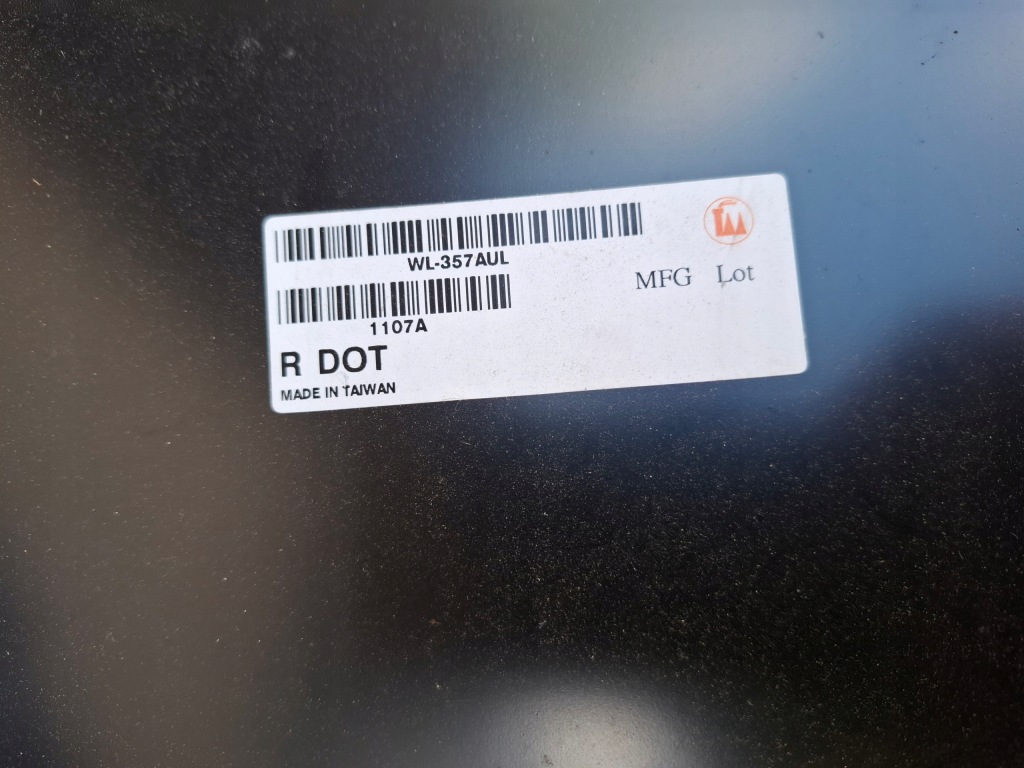 WL-357AUL
MFG Lot
1107A
R DOT
MADE IN TAIWAN